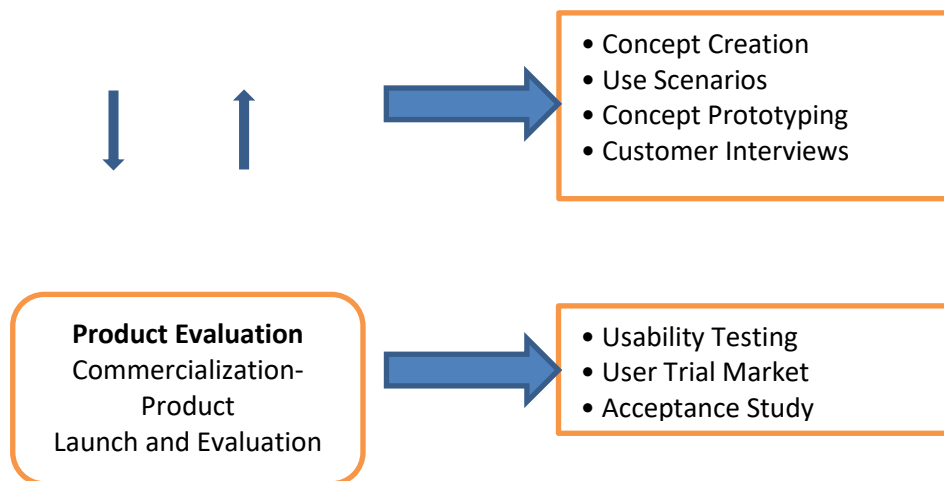 • Concept Creation
• Use Scenarios
• Concept Prototyping
• Customer Interviews
Product Evaluation
Commercialization-
Product
Launch and Evaluation
• Usability Testing
• User Trial Market
• Acceptance Study